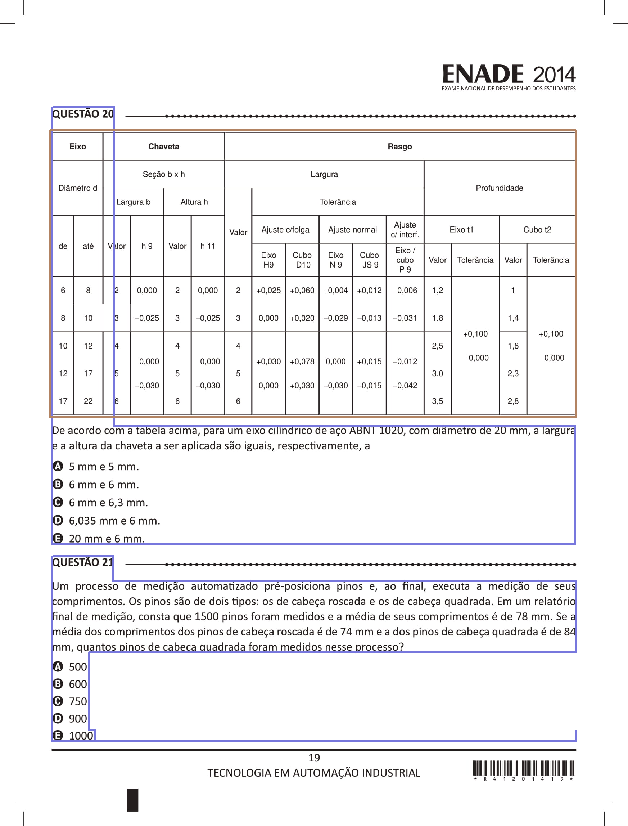 ENADE 2014
EXAME NACIONAL DE DESEMPENHO DOS ESTUDANTES
QUESTÃO 20
Eixo Chaveta Rasgo
Diâmetro d Seção b x h Largura Profundidade
Largura b Altura h Tolerância
de até Valor h 9 Valor h 11 Valor Ajuste c/folga Ajuste normal Ajuste c/ interf. Eixo t1 Cubo t2
Eixo H9 Cubo D10 Eixo N 9 Cubo JS 9 Eixo / cubo P 9 Valor Tolerância Valor Tolerância
6 8 2 0,000 2 0,000 2 +0,025 +0,060 -0,004 +0,012 -0,006 1,2 1
8 10 3 –0,025 3 –0,025 3 0,000 +0,020 –0,029 –0,013 –0,031 1,8 1,4
+0,100 +0,100
10 12 4 4 4 2,5 1,8
0,000 0,000 +0,030 +0,078 0,000 +0,015 –0,012 0,000 0,000
12 17 5 5 5 3,0 2,3
–0,030 –0,030 0,000 +0,030 –0,030 –0,015 –0,042
17 22 6 6 6 3,5 2,8
De acordo com a tabela acima, para um eixo cilíndrico de aço ABNT 1020, com diâmetro de 20 mm, a largura
e a altura da chaveta a ser aplicada são iguais, respectivamente, a
A 5 mm e 5 mm.
B 6 mm e 6 mm.
C 6 mm e 6,3 mm.
D 6,035 mm e 6 mm.
E 20 mm e 6 mm.
QUESTÃO 21
Um processo de medição automatizado pré-posiciona pinos e, ao final, executa a medição de seus
comprimentos. Os pinos são de dois tipos: os de cabeça roscada e os de cabeça quadrada. Em um relatório
final de medição, consta que 1500 pinos foram medidos e a média de seus comprimentos é de 78 mm. Se a
média dos comprimentos dos pinos de cabeça roscada é de 74 mm e a dos pinos de cabeça quadrada é de 84
mm, quantos pinos de cabeça quadrada foram medidos nesse processo?
A 500
B 600
C 750
D 900
E 1000
19
TECNOLOGIA EM AUTOMAÇÃO INDUSTRIAL